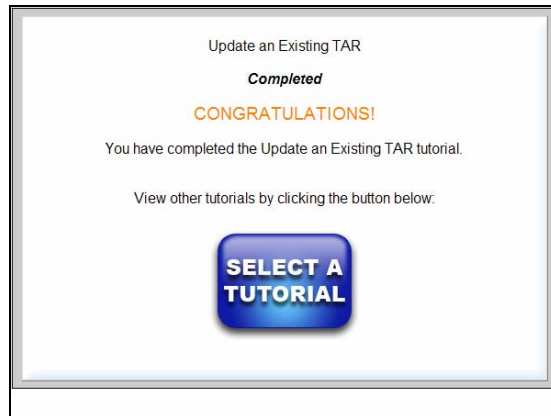 Update an Existing TAR
Completed
CONGRATULATIONS!
You have completed the Update an Existing TAR tutorial.
View other tutorials by clicking the button below:
SELECT A
TUTORIAL